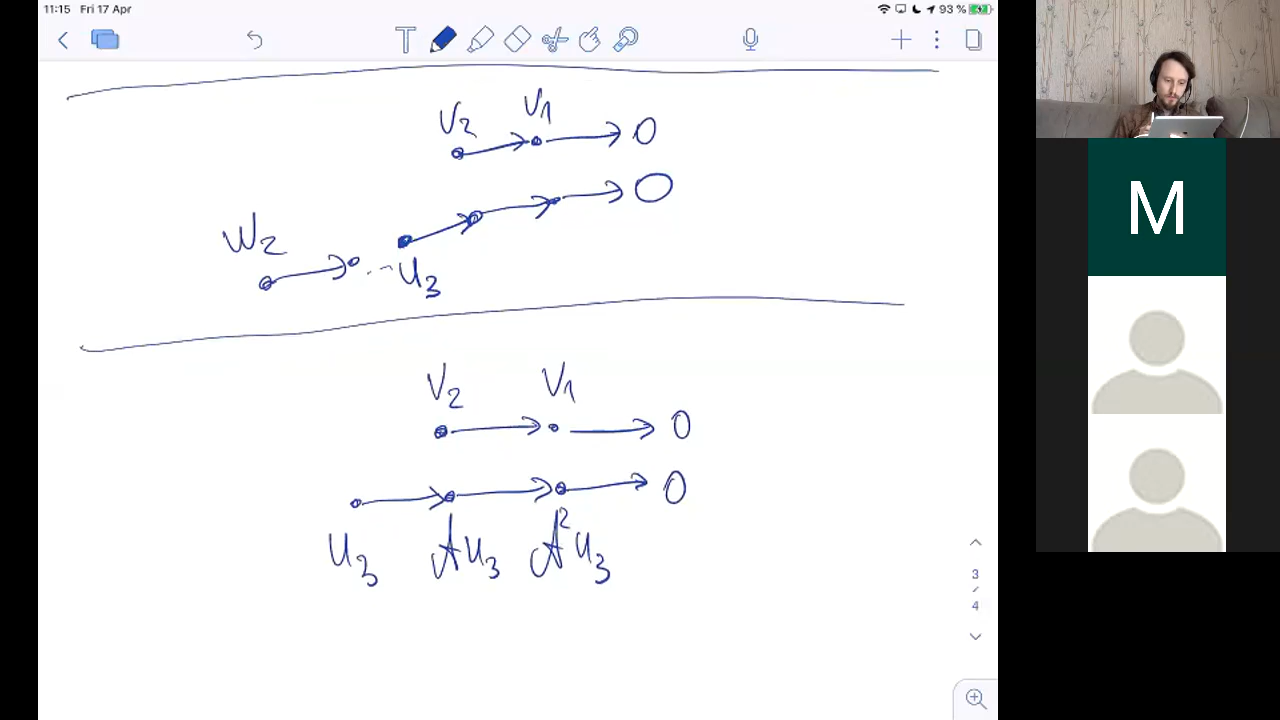 11:15 Fri 17 Apr 93 %
T
V₂ V₁ 0
0
W₂
U₃
V₂ V₁
0
0
U₃ AU₃ A²U₃
3
4
M